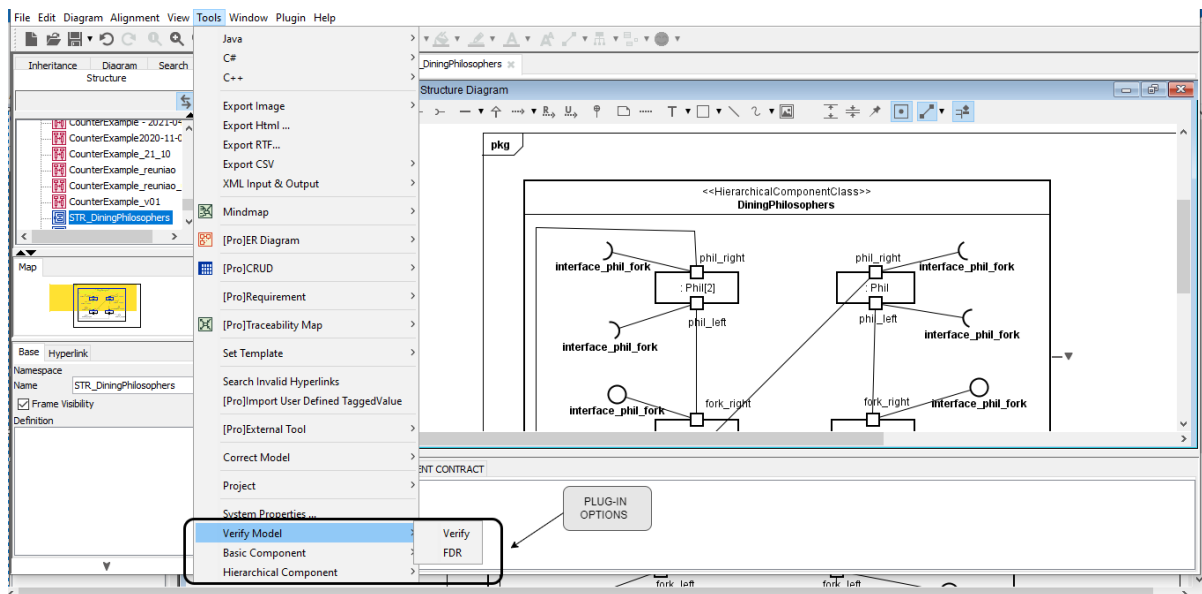 File Edit Diagram Alignment View Tools Window Plugin Help
Inheritance Diagram Search
Structure
CounterExample - 2021-0
CounterExample2020-11-0
CounterExample_21_10
CounterExample_reuniao
CounterExample_reuniao_
CounterExample_v01
STR_DiningPhilosophers
Map
Base Hyperlink
Namespace
Name STR_DiningPhilosophers
Frame Visibility
Definition
Java
C#
C++
Export Image
Export Html ...
Export RTF...
Export CSV
XML Input & Output
Mindmap
[Pro]ER Diagram
[Pro]CRUD
[Pro]Requirement
[Pro]Traceability Map
Set Template
Search Invalid Hyperlinks
[Pro]Import User Defined TaggedValue
[Pro]External Tool
Correct Model
Project
System Properties ...
Verify Model
Basic Component
Hierarchical Component
Verify
FDR
_DiningPhilosophers
Structure Diagram
pkg
<<HierarchicalComponentClass>>
DiningPhilosophers
phil_right
interface_phil_fork
: Phil[2]
phil_left
interface_phil_fork
phil_right
interface_phil_fork
: Phil
phil_left
interface_phil_fork
fork_right
interface_phil_fork
fork_right
interface_phil_fork
ENT CONTRACT
PLUG-IN
OPTIONS
fork_left
fork_left